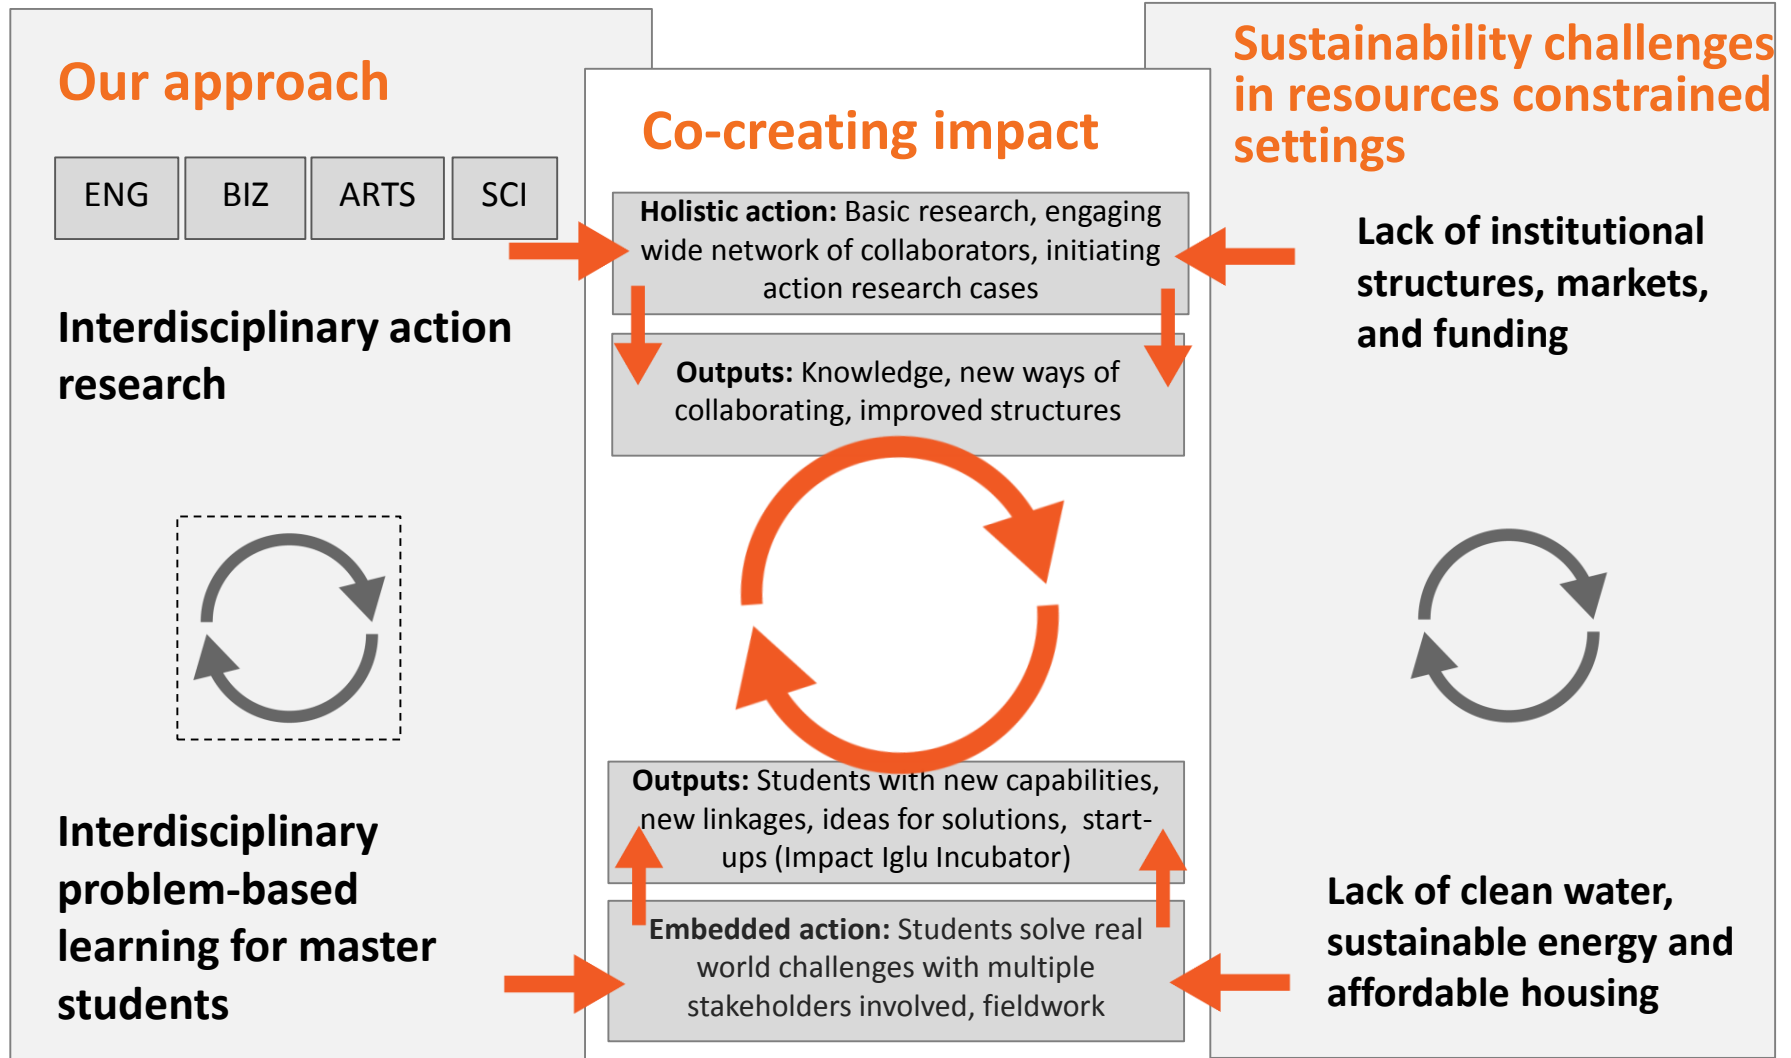 Our approach
ENG
BIZ
ARTS
SCI
Interdisciplinary action
research
Interdisciplinary
problem-based
learning for master
students
Co-creating impact
Holistic action: Basic research, engaging
wide network of collaborators, initiating
action research cases
Outputs: Knowledge, new ways of
collaborating, improved structures
Outputs: Students with new capabilities,
new linkages, ideas for solutions, start-
ups (Impact Iglu Incubator)
Embedded action: Students solve real
world challenges with multiple
stakeholders involved, fieldwork
Sustainability challenges
in resources constrained
settings
Lack of institutional
structures, markets,
and funding
Lack of clean water,
sustainable energy and
affordable housing